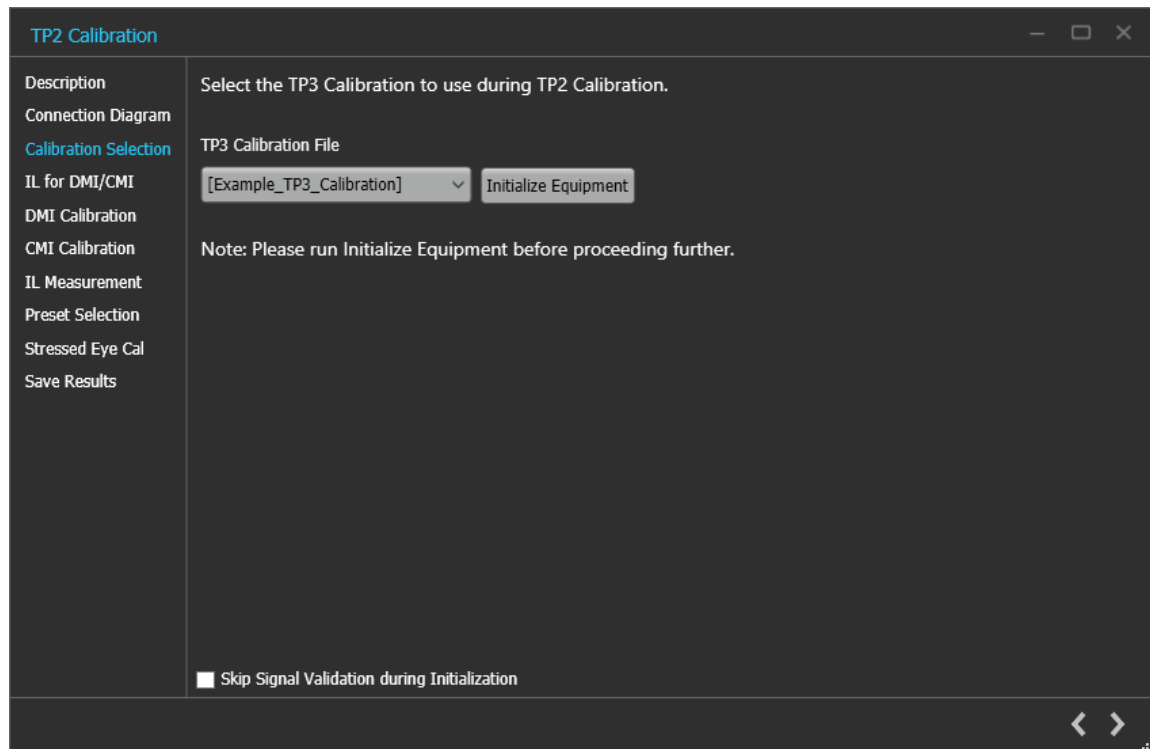 TP2 Calibration
Description
Connection Diagram
Calibration Selection
IL for DMI/CMI
DMI Calibration
CMI Calibration
IL Measurement
Preset Selection
Stressed Eye Cal
Save Results
Select the TP3 Calibration to use during TP2 Calibration.
TP3 Calibration File
[Example_TP3_Calibration] Initialize Equipment
Note: Please run Initialize Equipment before proceeding further.
Skip Signal Validation during Initialization